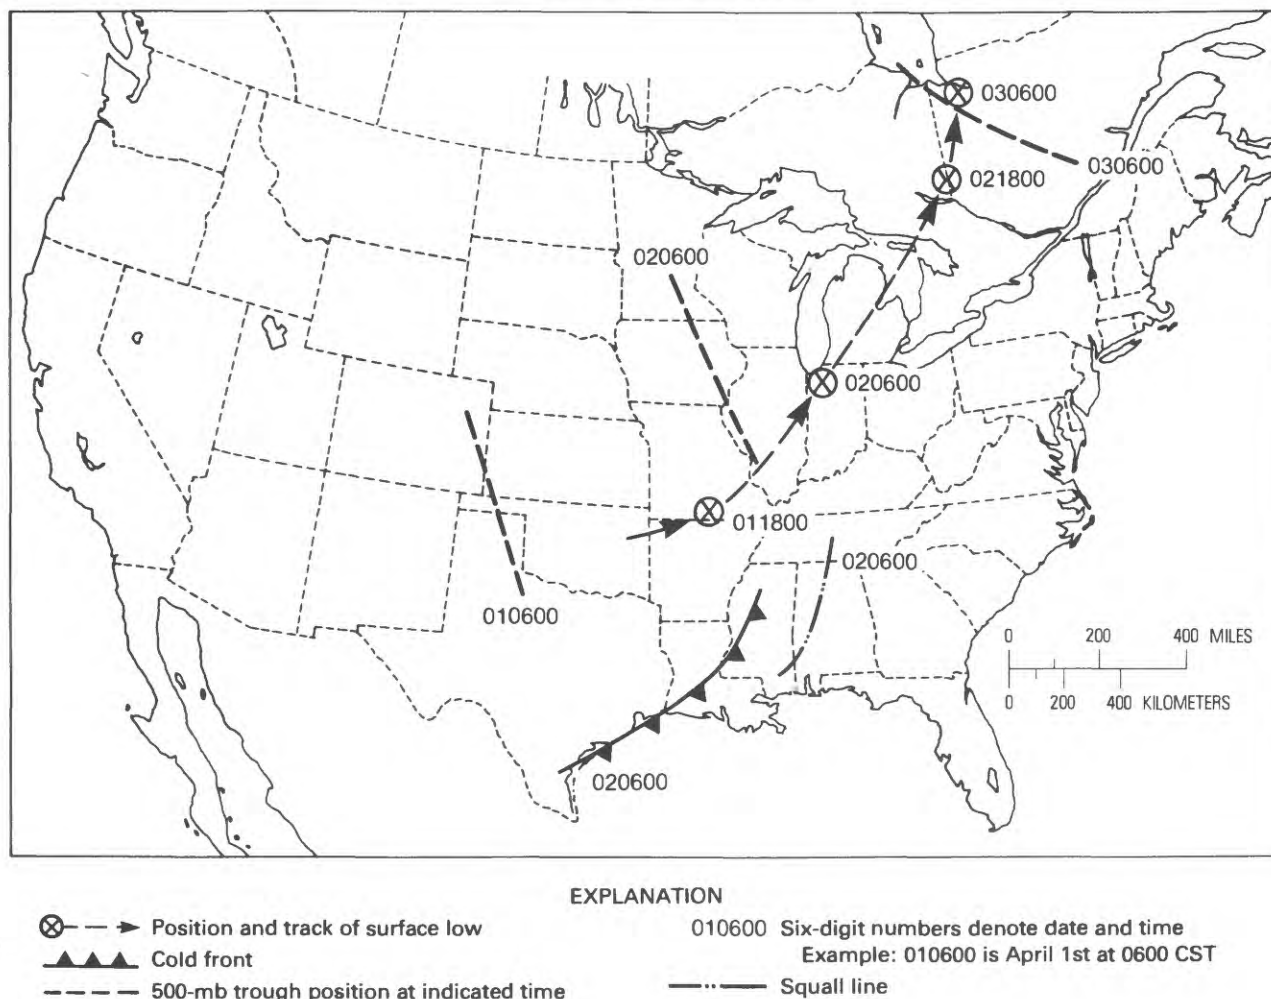 030600
030600
021800
020600
020600
011800
020600
010600
0 200 400 MILES
0 200 400 KILOMETERS
020600
EXPLANATION
Position and track of surface low
Cold front
500-mb trough position at indicated time
010600 Six-digit numbers denote date and time
Example: 010600 is April 1st at 0600 CST
Squall line